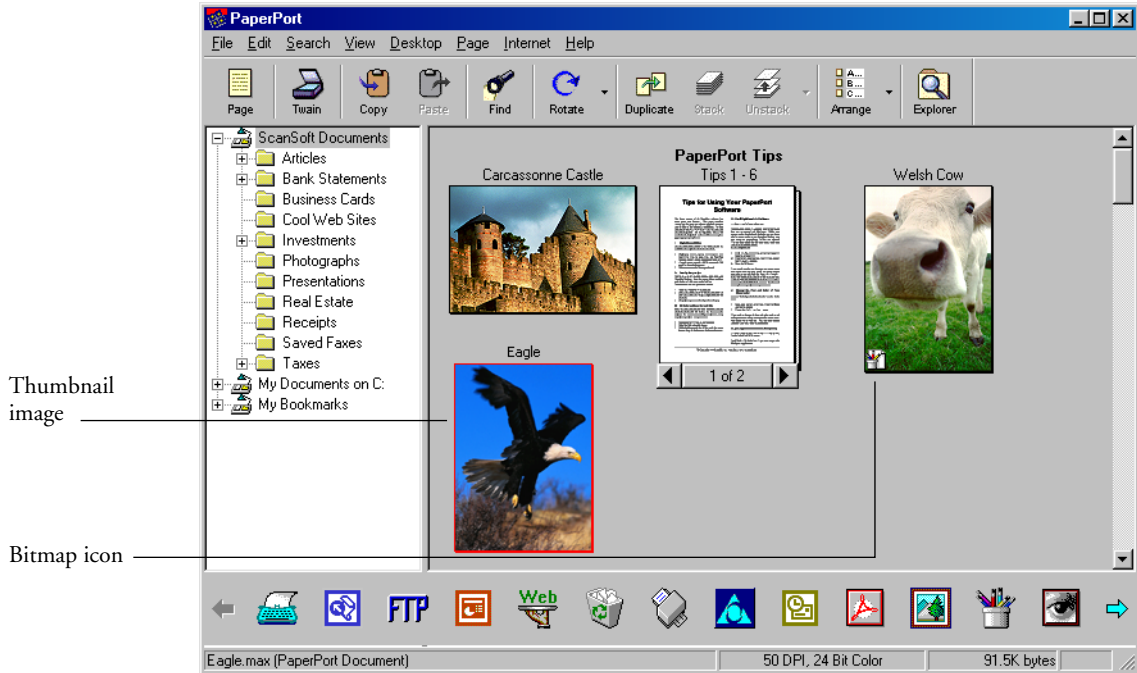 PaperPort
File Edit Search View Desktop Page Internet Help
Page Twain Copy Paste Find Rotate Duplicate Stack Unstack Arrange Explorer
A...
B...
C...
ScanSoft Documents
Articles
Bank Statements
Business Cards
Cool Web Sites
Investments
Photographs
Presentations
Real Estate
Receipts
Saved Faxes
Taxes
My Documents on C:
My Bookmarks
Carcassonne Castle
PaperPort Tips
Tips 1 - 6
Welsh Cow
Tips for Using Your PaperPort
Software
1 of 2
Eagle
Thumbnail
image
Bitmap icon
FTP
Web
Eagle.max (PaperPort Document) 50 DPI, 24 Bit Color 91.5K bytes